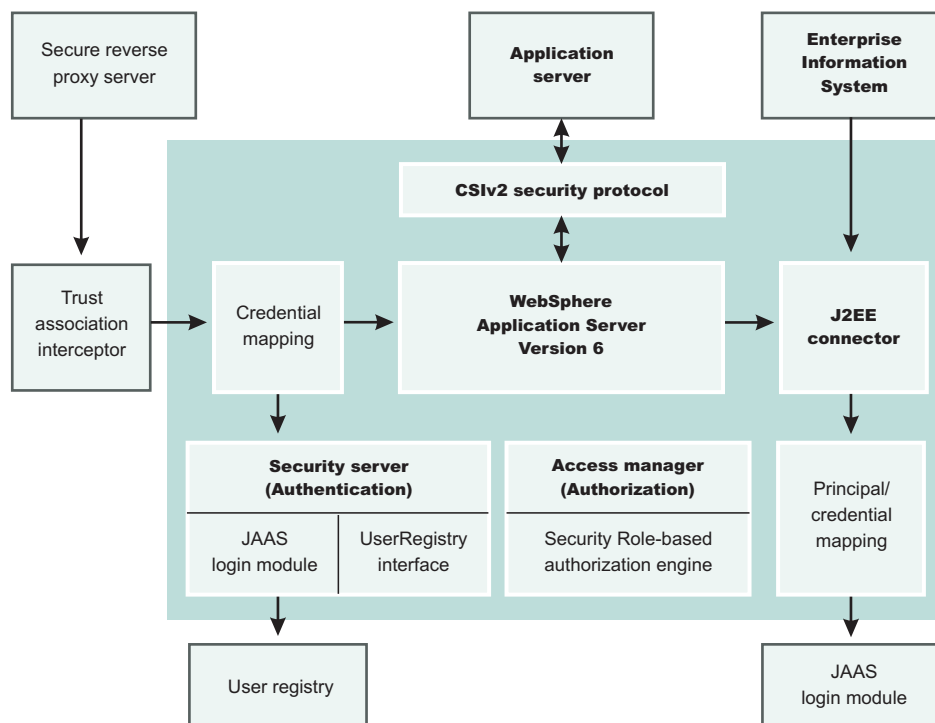 Secure reverse
proxy server
Application
server
Enterprise
Information
System
CSIv2 security protocol
Trust
association
interceptor
Credential
mapping
WebSphere
Application Server
Version 6
J2EE
connector
Security server
(Authentication)
JAAS
login module
UserRegistry
interface
Access manager
(Authorization)
Security Role-based
authorization engine
Principal/
credential
mapping
User registry
JAAS
login module